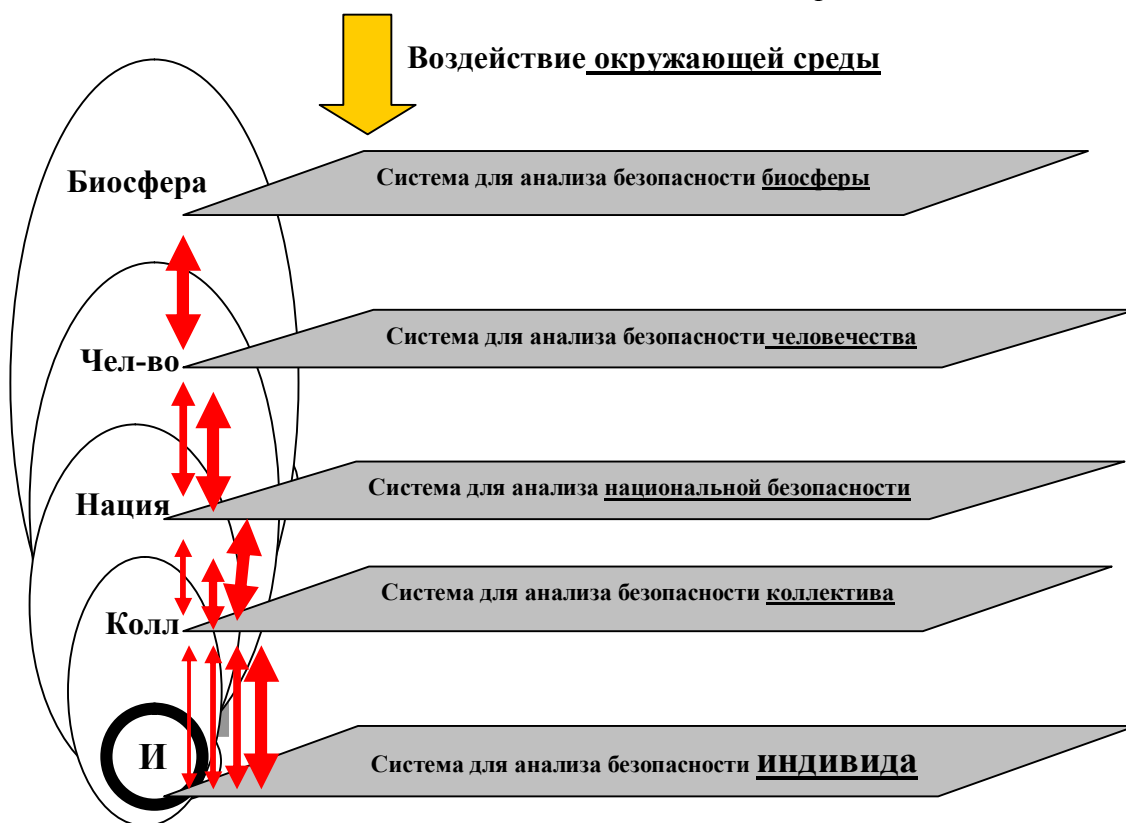 Воздействие окружающей среды
Биосфера
Система для анализа безопасности биосферы
Чел-во
Система для анализа безопасности человечества
Нация
Система для анализа национальной безопасности
Колл
Система для анализа безопасности коллектива
И
Система для анализа безопасности индивида